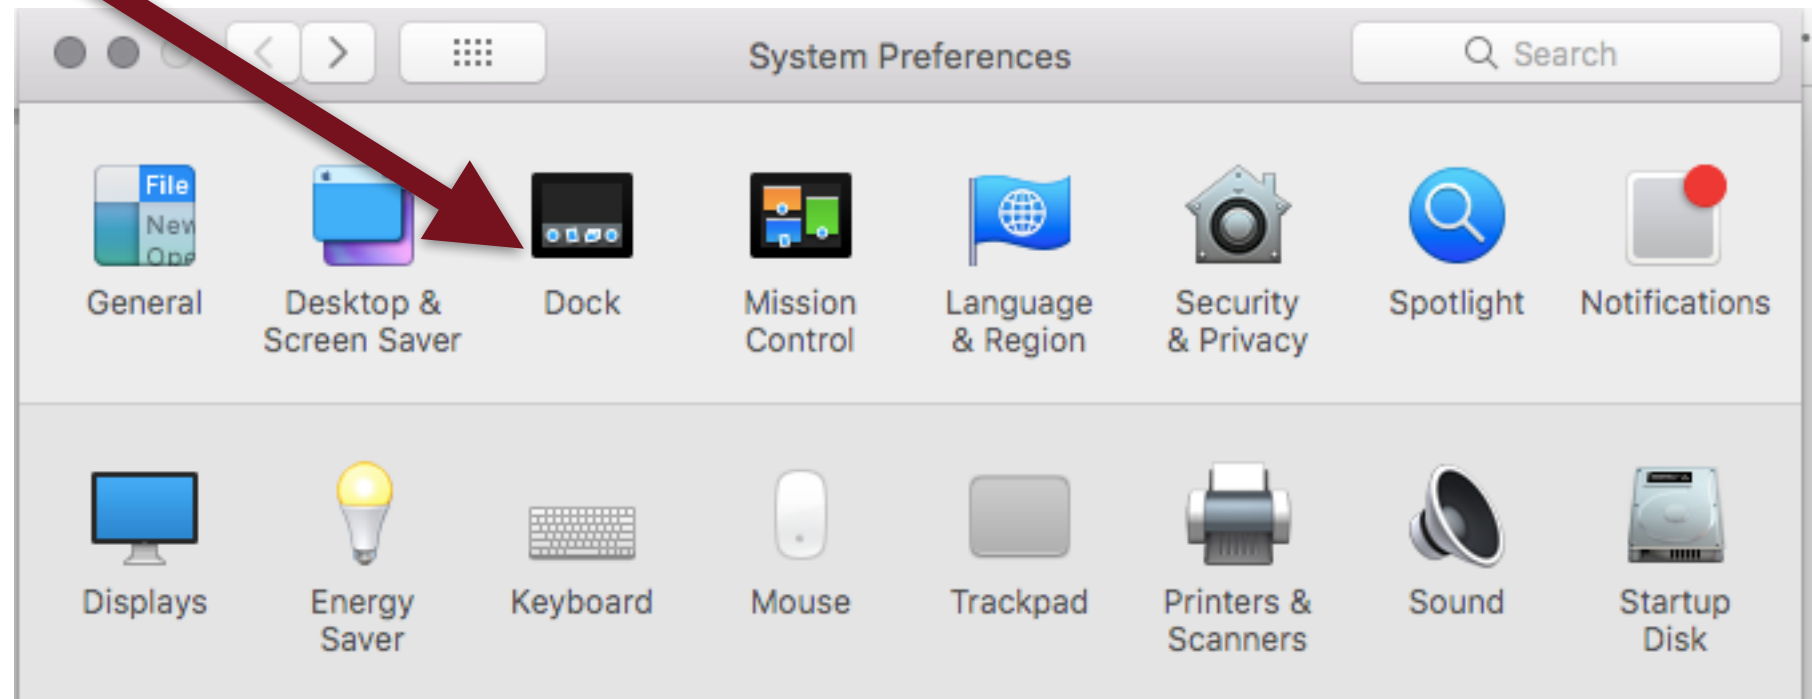 System Preferences
Search
File
New
Ope
General
Desktop &
Screen Saver
Dock
Mission
Control
Language
& Region
Security
& Privacy
Spotlight
Notifications
Displays
Energy
Saver
Keyboard
Mouse
Trackpad
Printers &
Scanners
Sound
Startup
Disk